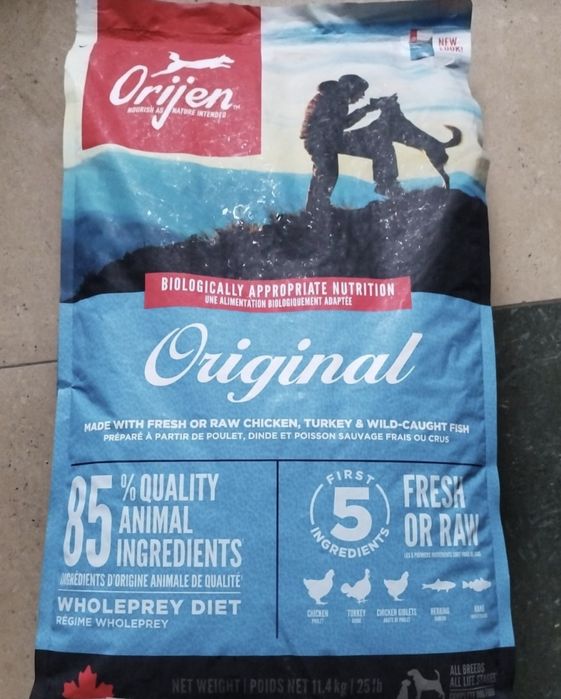 NEW
LOOK!
Orijen
NOURISH AS NATURE INTENDED
BIOLOGICALLY APPROPRIATE NUTRITION
UNE ALIMENTATION BIOLOGIQUEMENT ADAPTÉE
Original
MADE WITH FRESH OR RAW CHICKEN, TURKEY & WILD-CAUGHT FISH
PRÉPARÉ À PARTIR DE POULET, DINDE ET POISSON SAUVAGE FRAIS OU CRUS
85% QUALITY
ANIMAL
INGREDIENTS
INGRÉDIENTS D'ORIGINE ANIMALE DE QUALITÉ
WHOLEPREY DIET
RÉGIME WHOLEPREY
FIRST
5
INGREDIENTS
FRESH
OR RAW
CHICKEN
POULET
TURKEY
DINDE
CHICKEN GIBLETS
HERRING
HAKE
NET WEIGHT | POIDS NET 11.4 kg | 25 lb
ALL BREEDS
ALL LIFE STAGES